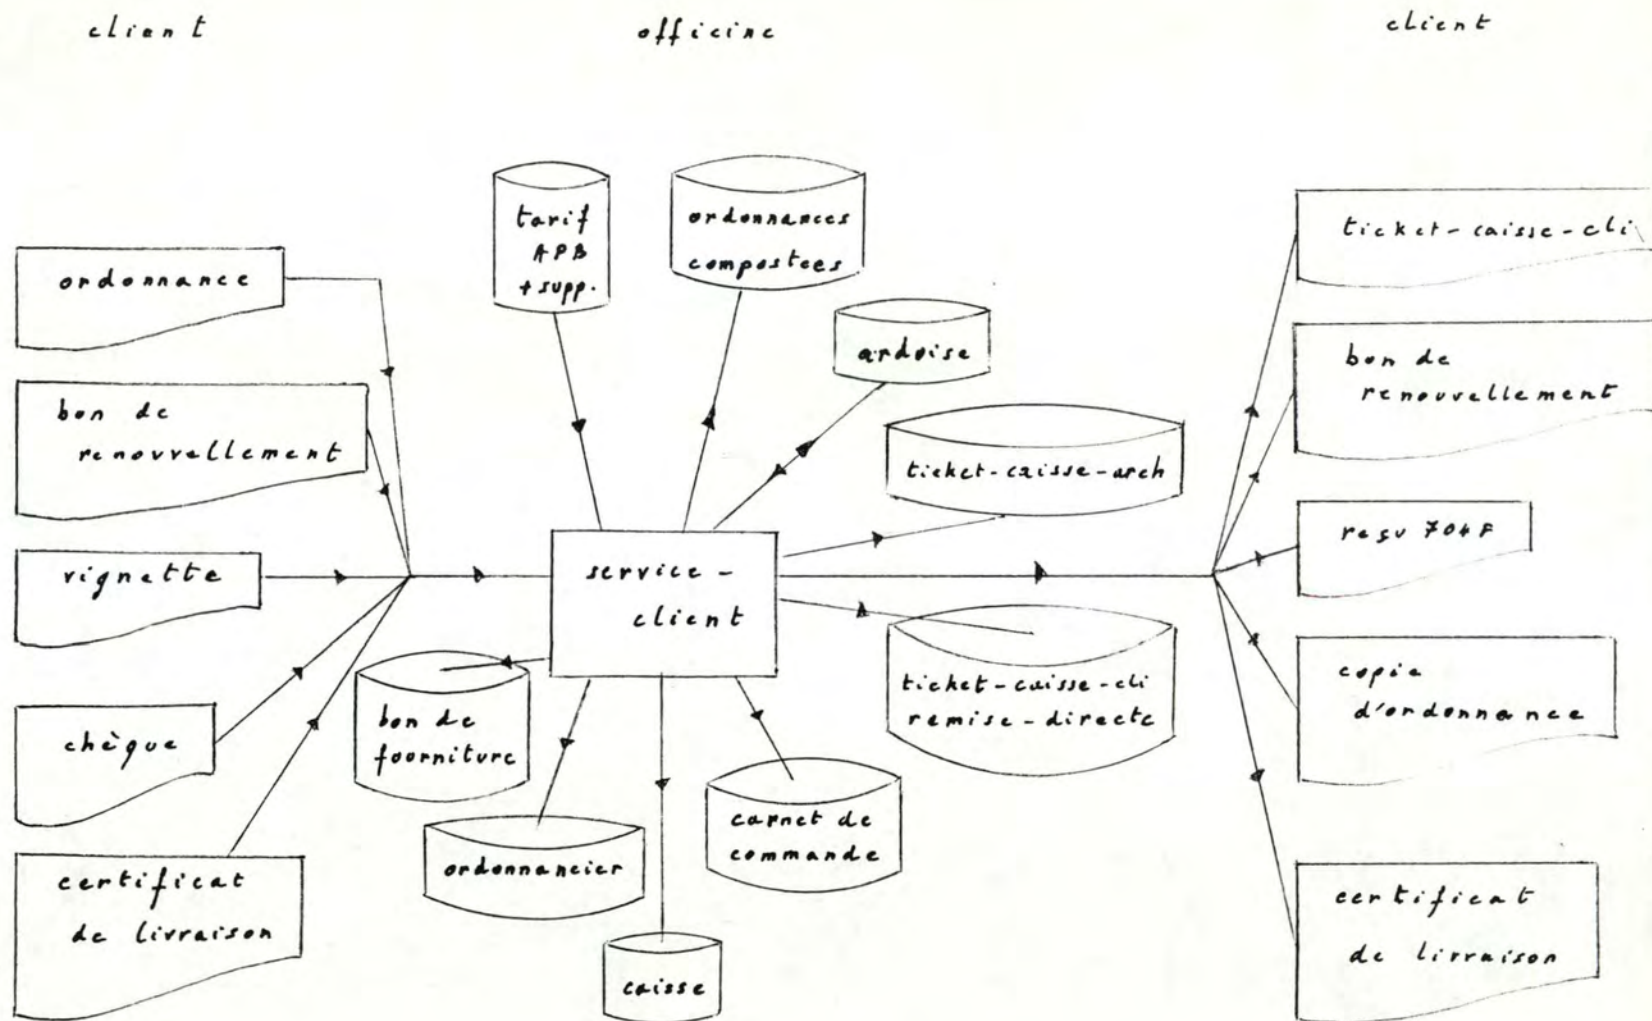 client
officine
client
ordonnance
bon de
renouvellement
vignette
chèque
certificat
de livraison
tarif
APB
+ supp.
ordonnances
compostées
ardoise
ticket-caisse-arch
service-
client
ticket-caisse-cli
remise-directe
bon de
fourniture
ordonnancier
caisse
carnet de
commande
ticket-caisse-cli
bon de
renouvellement
reçu 704F
copie
d'ordonnance
certificat
de livraison